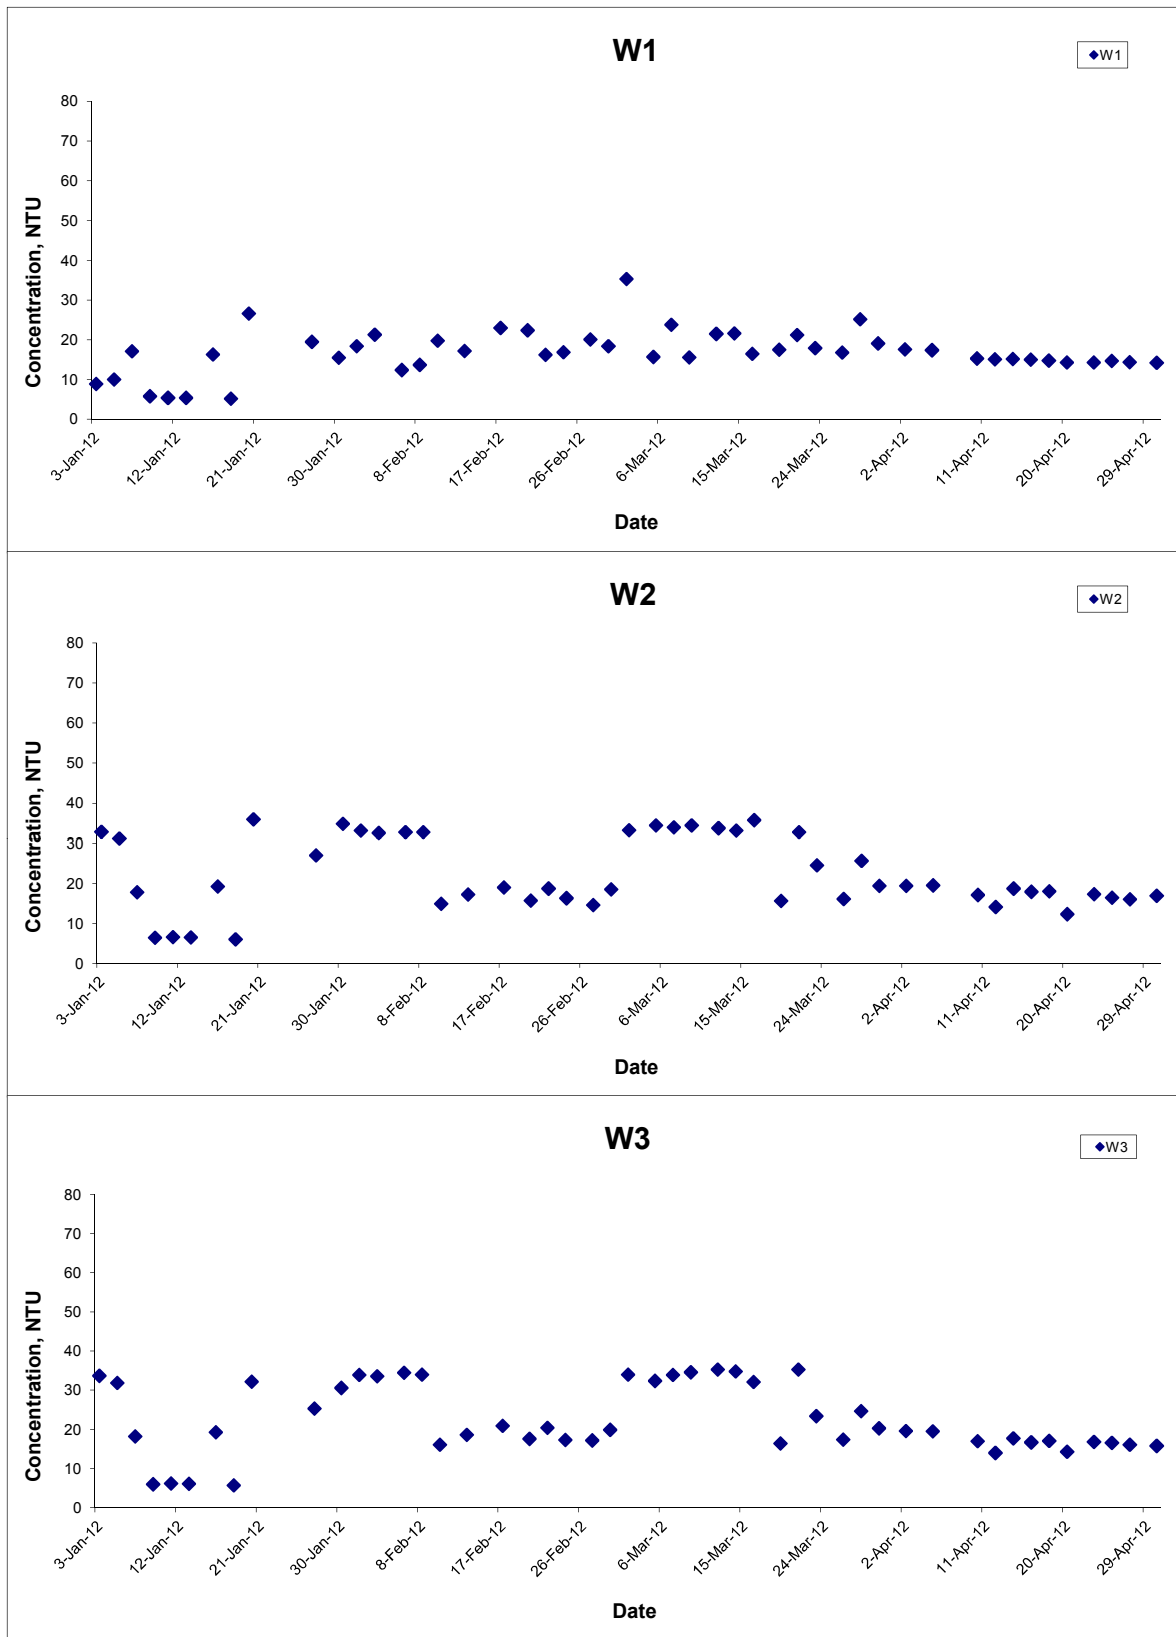 W1
W1
80
70
60
50
40
30
20
10
0
Concentration, NTU
3-Jan-12
12-Jan-12
21-Jan-12
30-Jan-12
8-Feb-12
17-Feb-12
26-Feb-12
6-Mar-12
15-Mar-12
24-Mar-12
2-Apr-12
11-Apr-12
20-Apr-12
29-Apr-12
Date
W2
W2
80
70
60
50
40
30
20
10
0
Concentration, NTU
3-Jan-12
12-Jan-12
21-Jan-12
30-Jan-12
8-Feb-12
17-Feb-12
26-Feb-12
6-Mar-12
15-Mar-12
24-Mar-12
2-Apr-12
11-Apr-12
20-Apr-12
29-Apr-12
Date
W3
W3
80
70
60
50
40
30
20
10
0
Concentration, NTU
3-Jan-12
12-Jan-12
21-Jan-12
30-Jan-12
8-Feb-12
17-Feb-12
26-Feb-12
6-Mar-12
15-Mar-12
24-Mar-12
2-Apr-12
11-Apr-12
20-Apr-12
29-Apr-12
Date